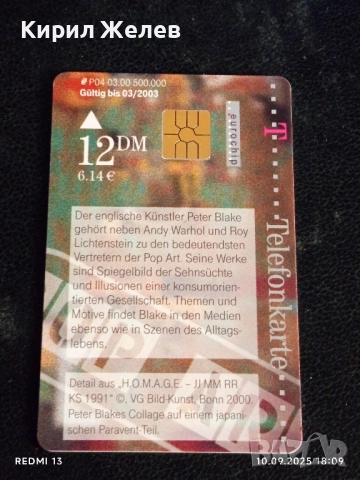 Кирил Желев
P04 03.00 500.000
Gültig bis 03/2003
12DM
6.14 €
eurochip
T
Telefonkarte
Der englische Künstler Peter Blake
gehört neben Andy Warhol und Roy
Lichtenstein zu den bedeutendsten
Vertretern der Pop Art. Seine Werke
sind Spiegelbild der Sehnsüchte
und Illusionen einer konsumorien-
tierten Gesellschaft. Themen und
Motive findet Blake in den Medien
ebenso wie in Szenen des Alltags-
lebens.
Detail aus „H.O.M.A.G.E. – JJ MM RR
KS 1991“ ©, VG Bild-Kunst, Bonn 2000.
Peter Blakes Collage auf einem japani-
schen Paravent-Teil.
REDMI 13
10.09.2025 18:09